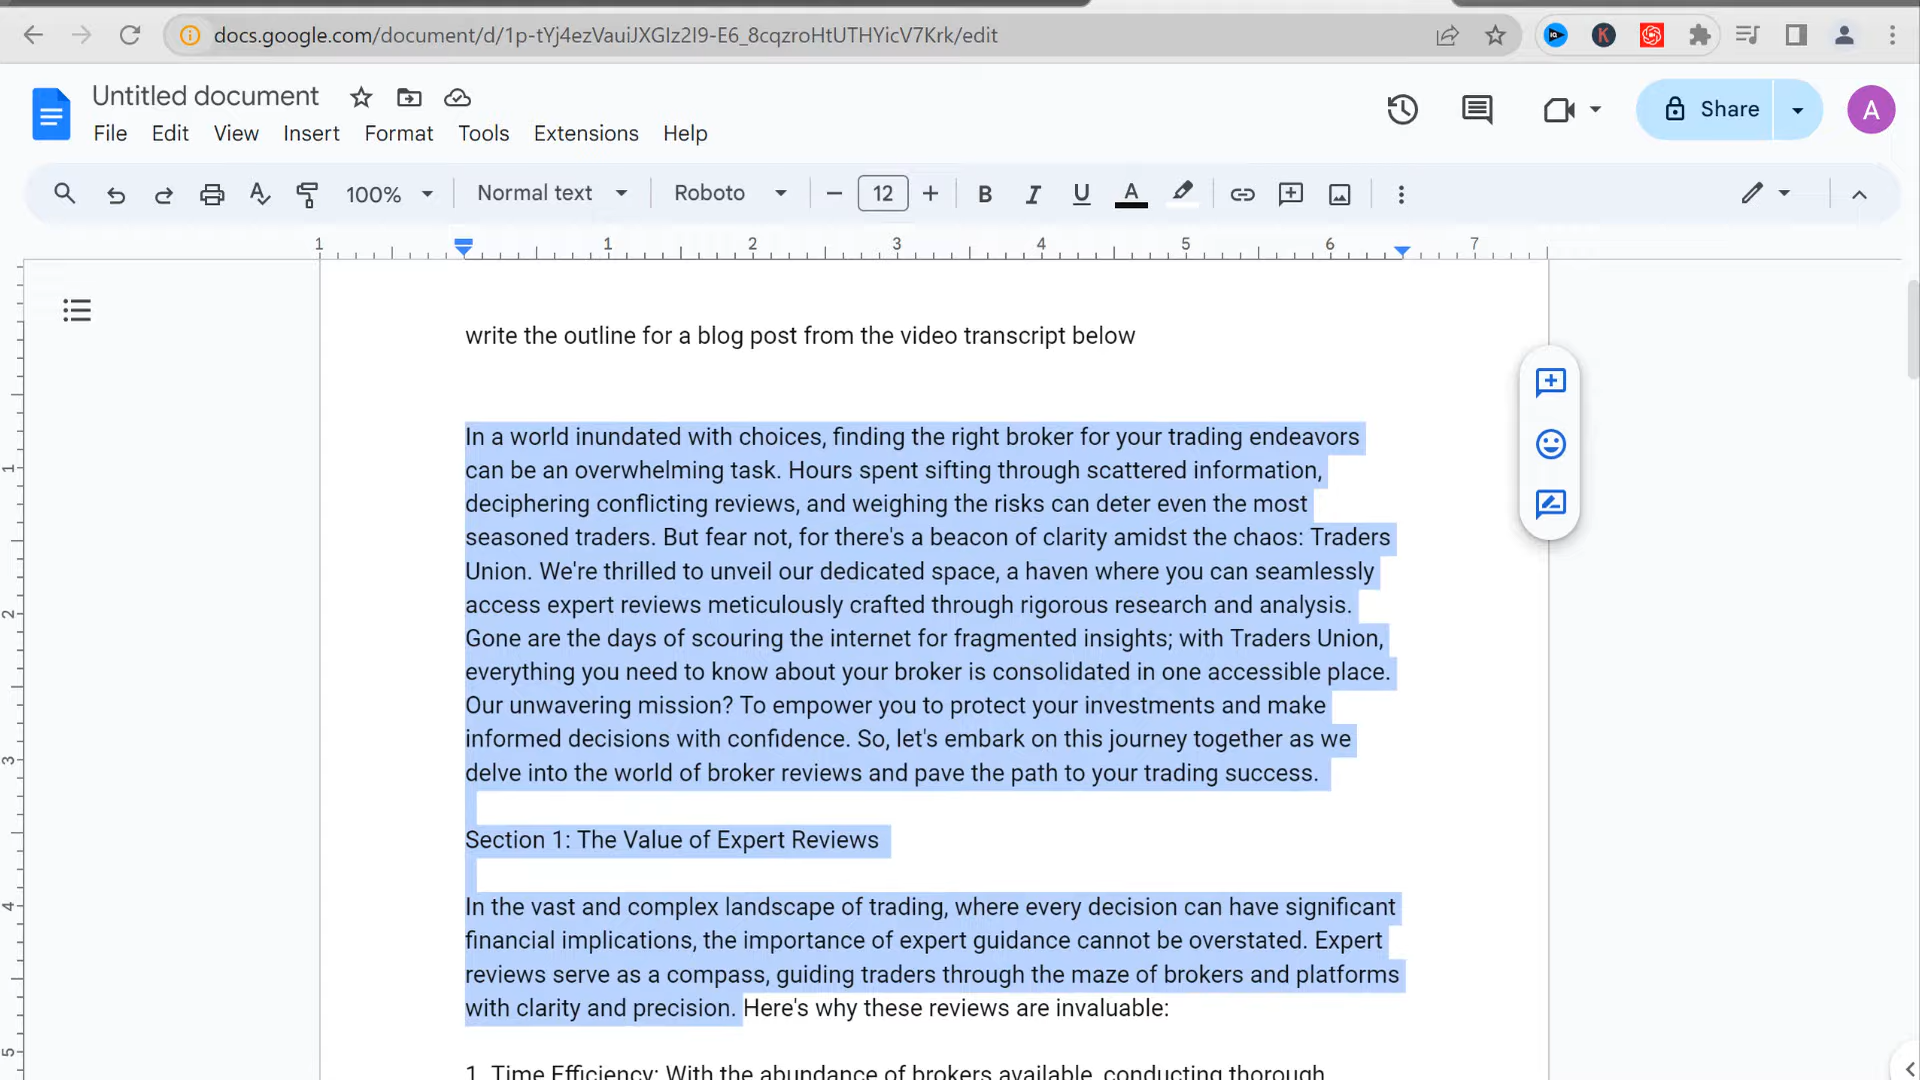 docs.google.com/document/d/1p-tYj4ezVauiJXGIz2I9-E6_8cqzroHtUTHYicV7Krk/edit
Untitled document
File Edit View Insert Format Tools Extensions Help
Share
A
100% Normal text Roboto 12 B I U A
1 1 2 3 4 5 6 7
write the outline for a blog post from the video transcript below
In a world inundated with choices, finding the right broker for your trading endeavors
can be an overwhelming task. Hours spent sifting through scattered information,
deciphering conflicting reviews, and weighing the risks can deter even the most
seasoned traders. But fear not, for there's a beacon of clarity amidst the chaos: Traders
Union. We're thrilled to unveil our dedicated space, a haven where you can seamlessly
access expert reviews meticulously crafted through rigorous research and analysis.
Gone are the days of scouring the internet for fragmented insights; with Traders Union,
everything you need to know about your broker is consolidated in one accessible place.
Our unwavering mission? To empower you to protect your investments and make
informed decisions with confidence. So, let's embark on this journey together as we
delve into the world of broker reviews and pave the path to your trading success.
Section 1: The Value of Expert Reviews
In the vast and complex landscape of trading, where every decision can have significant
financial implications, the importance of expert guidance cannot be overstated. Expert
reviews serve as a compass, guiding traders through the maze of brokers and platforms
with clarity and precision. Here's why these reviews are invaluable:
1. Time Efficiency: With the abundance of brokers available, conducting thorough
1
2
3
4
5